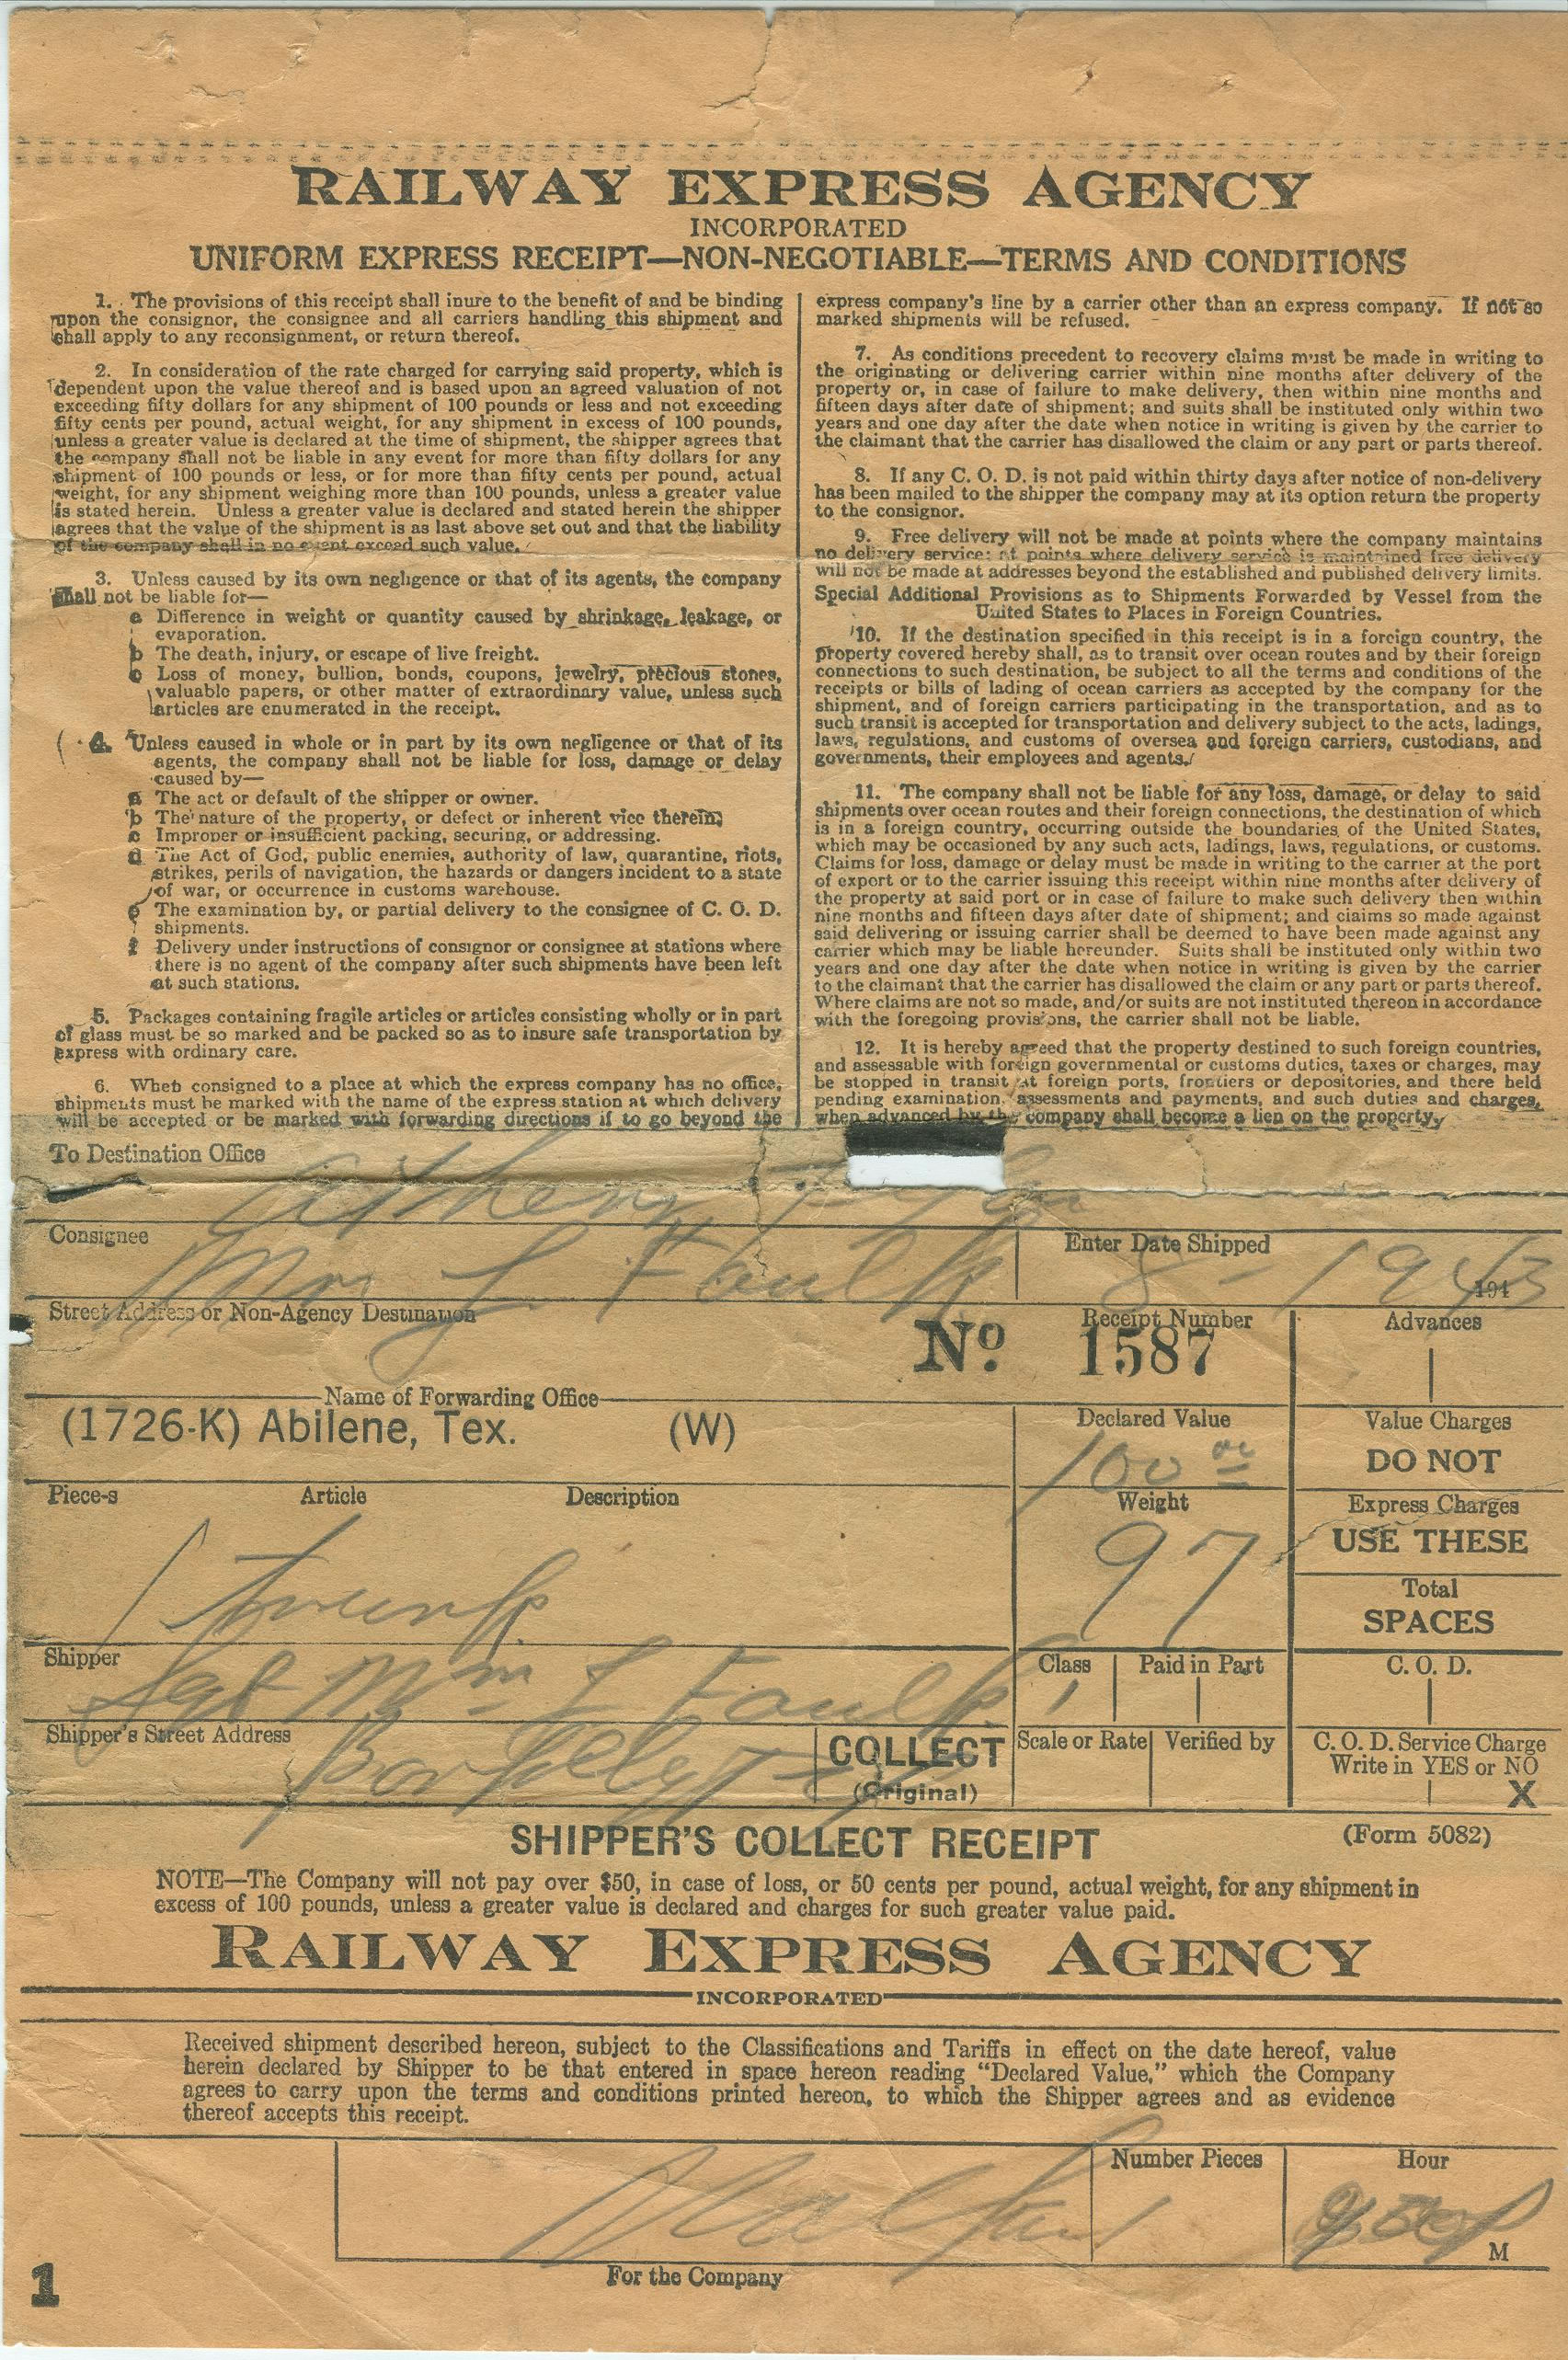 RAILWAY EXPRESS AGENCY
INCORPORATED
UNIFORM EXPRESS RECEIPT—NON-NEGOTIABLE—TERMS AND CONDITIONS
1. The provisions of this receipt shall inure to the benefit of and be binding
upon the consignor, the consignee and all carriers handling this shipment and
shall apply to any reconsignment, or return thereof.
2. In consideration of the rate charged for carrying said property, which is
dependent upon the value thereof and is based upon an agreed valuation of not
exceeding fifty dollars for any shipment of 100 pounds or less and not exceeding
fifty cents per pound, actual weight, for any shipment in excess of 100 pounds,
unless a greater value is declared at the time of shipment, the shipper agrees that
the company shall not be liable in any event for more than fifty dollars for any
shipment of 100 pounds or less, or for more than fifty cents per pound, actual
weight, for any shipment weighing more than 100 pounds, unless a greater value
is stated herein. Unless a greater value is declared and stated herein the shipper
agrees that the value of the shipment is as last above set out and that the liability
of the company shall in no event exceed such value.
3. Unless caused by its own negligence or that of its agents, the company
shall not be liable for—
a Difference in weight or quantity caused by shrinkage, leakage, or
evaporation.
b The death, injury, or escape of live freight.
c Loss of money, bullion, bonds, coupons, jewelry, precious stones,
valuable papers, or other matter of extraordinary value, unless such
articles are enumerated in the receipt.
4. Unless caused in whole or in part by its own negligence or that of its
agents, the company shall not be liable for loss, damage or delay
caused by—
a The act or default of the shipper or owner.
b The nature of the property, or defect or inherent vice therein.
c Improper or insufficient packing, securing, or addressing.
d The Act of God, public enemies, authority of law, quarantine, riots,
strikes, perils of navigation, the hazards or dangers incident to a state
of war, or occurrence in customs warehouse.
e The examination by, or partial delivery to the consignee of C. O. D.
shipments.
f Delivery under instructions of consignor or consignee at stations where
there is no agent of the company after such shipments have been left
at such stations.
5. Packages containing fragile articles or articles consisting wholly or in part
of glass must be so marked and be packed so as to insure safe transportation by
express with ordinary care.
6. When consigned to a place at which the express company has no office,
shipments must be marked with the name of the express station at which delivery
will be accepted or be marked with forwarding directions if to go beyond the
express company's line by a carrier other than an express company. If not so
marked shipments will be refused.
7. As conditions precedent to recovery claims must be made in writing to
the originating or delivering carrier within nine months after delivery of the
property or, in case of failure to make delivery, then within nine months and
fifteen days after date of shipment; and suits shall be instituted only within two
years and one day after the date when notice in writing is given by the carrier to
the claimant that the carrier has disallowed the claim or any part or parts thereof.
8. If any C. O. D. is not paid within thirty days after notice of non-delivery
has been mailed to the shipper the company may at its option return the property
to the consignor.
9. Free delivery will not be made at points where the company maintains
no delivery service; at points where delivery service is maintained free delivery
will not be made at addresses beyond the established and published delivery limits.
Special Additional Provisions as to Shipments Forwarded by Vessel from the
United States to Places in Foreign Countries.
10. If the destination specified in this receipt is in a foreign country, the
property covered hereby shall, as to transit over ocean routes and by their foreign
connections to such destination, be subject to all the terms and conditions of the
receipts or bills of lading of ocean carriers as accepted by the company for the
shipment, and of foreign carriers participating in the transportation, and as to
such transit is accepted for transportation and delivery subject to the acts, ladings,
laws, regulations, and customs of oversea and foreign carriers, custodians, and
governments, their employees and agents.
11. The company shall not be liable for any loss, damage, or delay to said
shipments over ocean routes and their foreign connections, the destination of which
is in a foreign country, occurring outside the boundaries of the United States,
which may be occasioned by any such acts, ladings, laws, regulations, or customs.
Claims for loss, damage or delay must be made in writing to the carrier at the port
of export or to the carrier issuing this receipt within nine months after delivery of
the property at said port or in case of failure to make such delivery then within
nine months and fifteen days after date of shipment; and claims so made against
said delivering or issuing carrier shall be deemed to have been made against any
carrier which may be liable hereunder. Suits shall be instituted only within two
years and one day after the date when notice in writing is given by the carrier
to the claimant that the carrier has disallowed the claim or any part or parts thereof.
Where claims are not so made, and/or suits are not instituted thereon in accordance
with the foregoing provisions, the carrier shall not be liable.
12. It is hereby agreed that the property destined to such foreign countries,
and assessable with foreign governmental or customs duties, taxes or charges, may
be stopped in transit at foreign ports, frontiers or depositories, and there held
pending examination, assessments and payments, and such duties and charges,
when advanced by the company shall become a lien on the property.
To Destination Office
Athens
Consignee
Mrs L Faulk
Enter Date Shipped
194
Street Address or Non-Agency Destination
No. Receipt Number
1587
Advances
Name of Forwarding Office
(1726-K) Abilene, Tex. (W)
Declared Value
100 00
Value Charges
DO NOT
Piece-s Article Description
Weight
97
Express Charges
USE THESE
1 trunk
Total
SPACES
Shipper
Sgt Wm L Faulk
Class
1
Paid in Part
C. O. D.
Shipper's Street Address
COLLECT
(Original)
Scale or Rate
Verified by
C. O. D. Service Charge
Write in YES or NO
X
SHIPPER'S COLLECT RECEIPT
(Form 5082)
NOTE—The Company will not pay over $50, in case of loss, or 50 cents per pound, actual weight, for any shipment in
excess of 100 pounds, unless a greater value is declared and charges for such greater value paid.
RAILWAY EXPRESS AGENCY
INCORPORATED
Received shipment described hereon, subject to the Classifications and Tariffs in effect on the date hereof, value
herein declared by Shipper to be that entered in space hereon reading "Declared Value," which the Company
agrees to carry upon the terms and conditions printed hereon, to which the Shipper agrees and as evidence
thereof accepts this receipt.
Number Pieces
1
Hour
M
For the Company
1